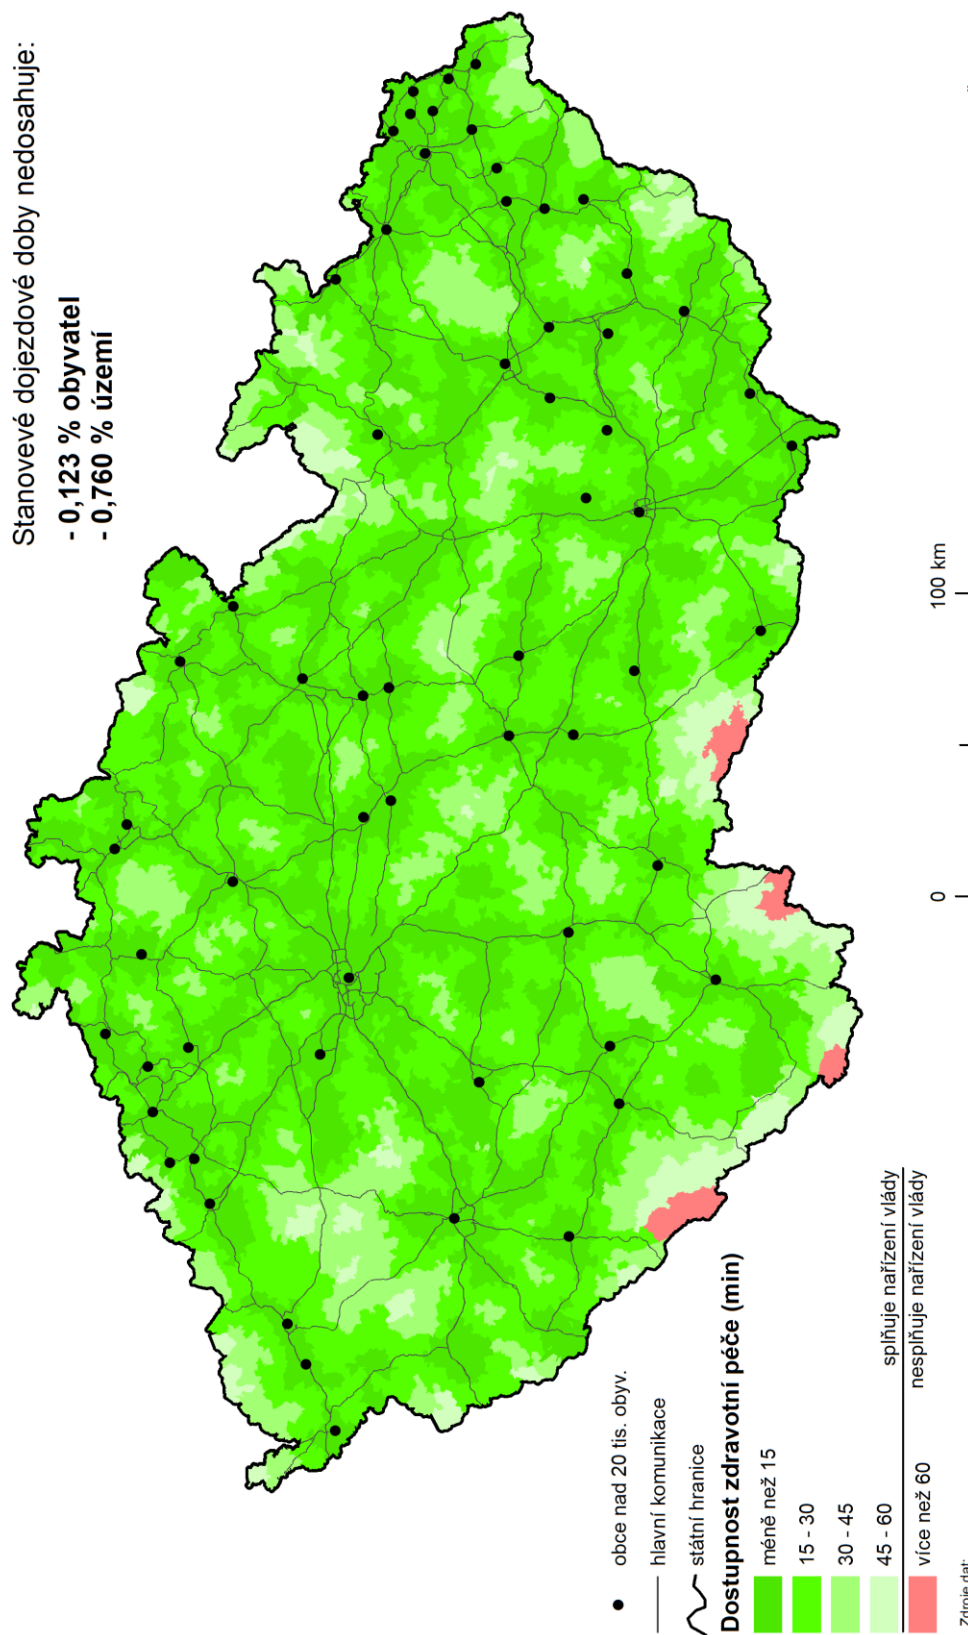 Stanovevé dojezdové doby nedosahuje:
- 0,123 % obyvatel
- 0,760 % území
obce nad 20 tis. obyv.
hlavní komunikace
státní hranice
Dostupnost zdravotní péče (min)
méně než 15
15 - 30
30 - 45
45 - 60
splňuje nařízení vlády
nesplňuje nařízení vlády
více než 60
0
100 km
Zdroje dat: